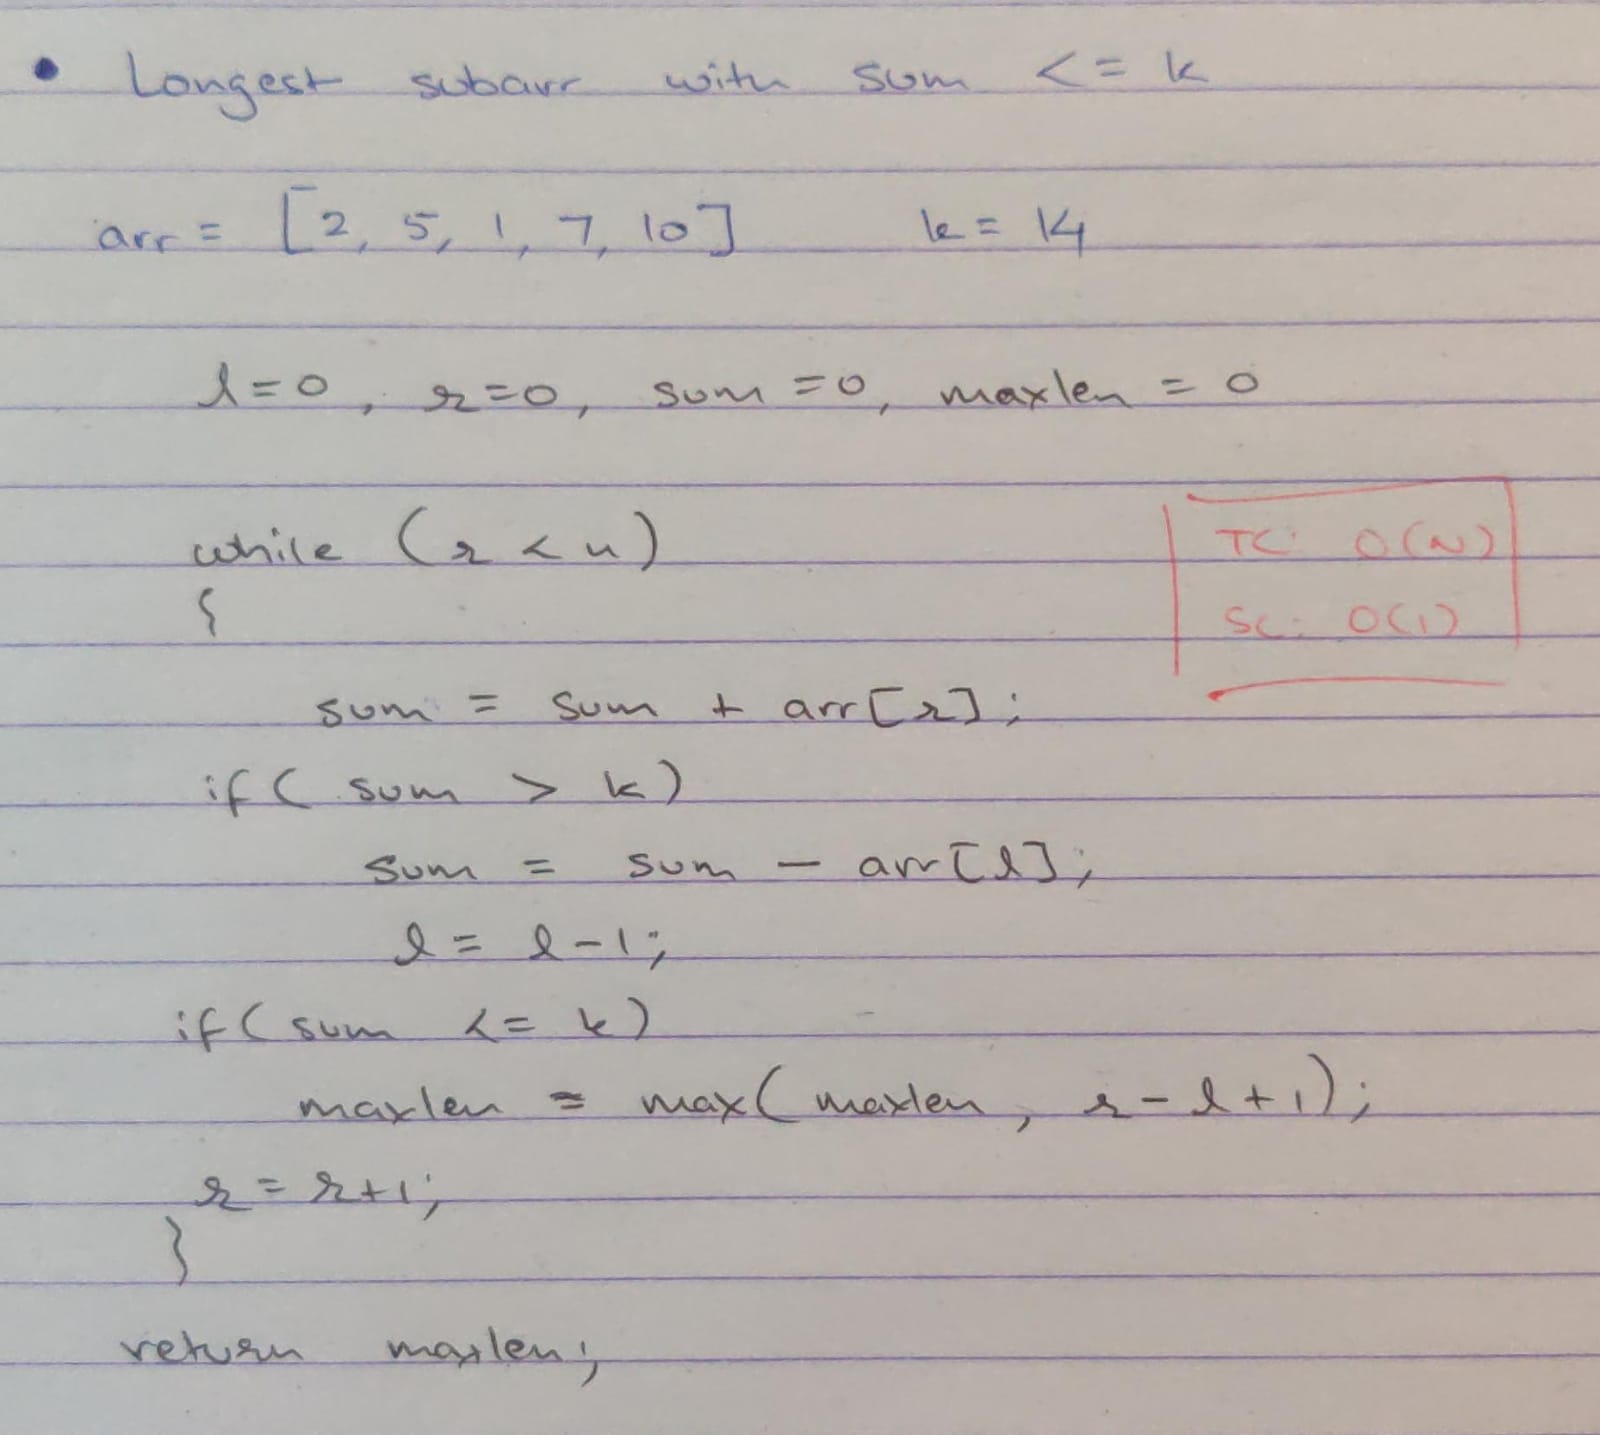 • Longest subarr with sum <= k
arr = [2, 5, 1, 7, 10] k = 14
l=0, r=0, sum=0, maxlen = 0
while (r < n)
{
TC: O(N)
SC: O(1)
sum = sum + arr[r];
if( sum > k)
sum = sum - arr[l];
l = l-1;
if(sum <= k)
maxlen = max(maxlen, r-l+1);
r = r+1;
}
return maxlen;